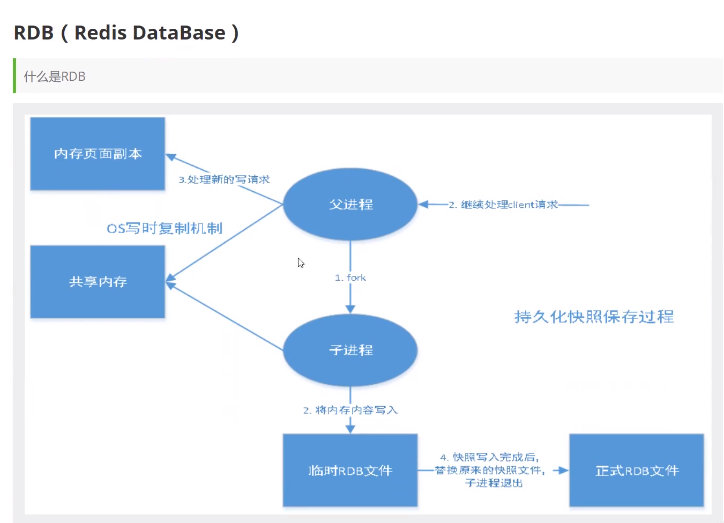 RDB（Redis DataBase）
什么是RDB
内存页面副本
3.处理新的写请求
父进程
2. 继续处理client请求
OS写时复制机制
共享内存
1. fork
持久化快照保存过程
子进程
2. 将内存内容写入
临时RDB文件
4. 快照写入完成后,
替换原来的快照文件,
子进程退出
正式RDB文件